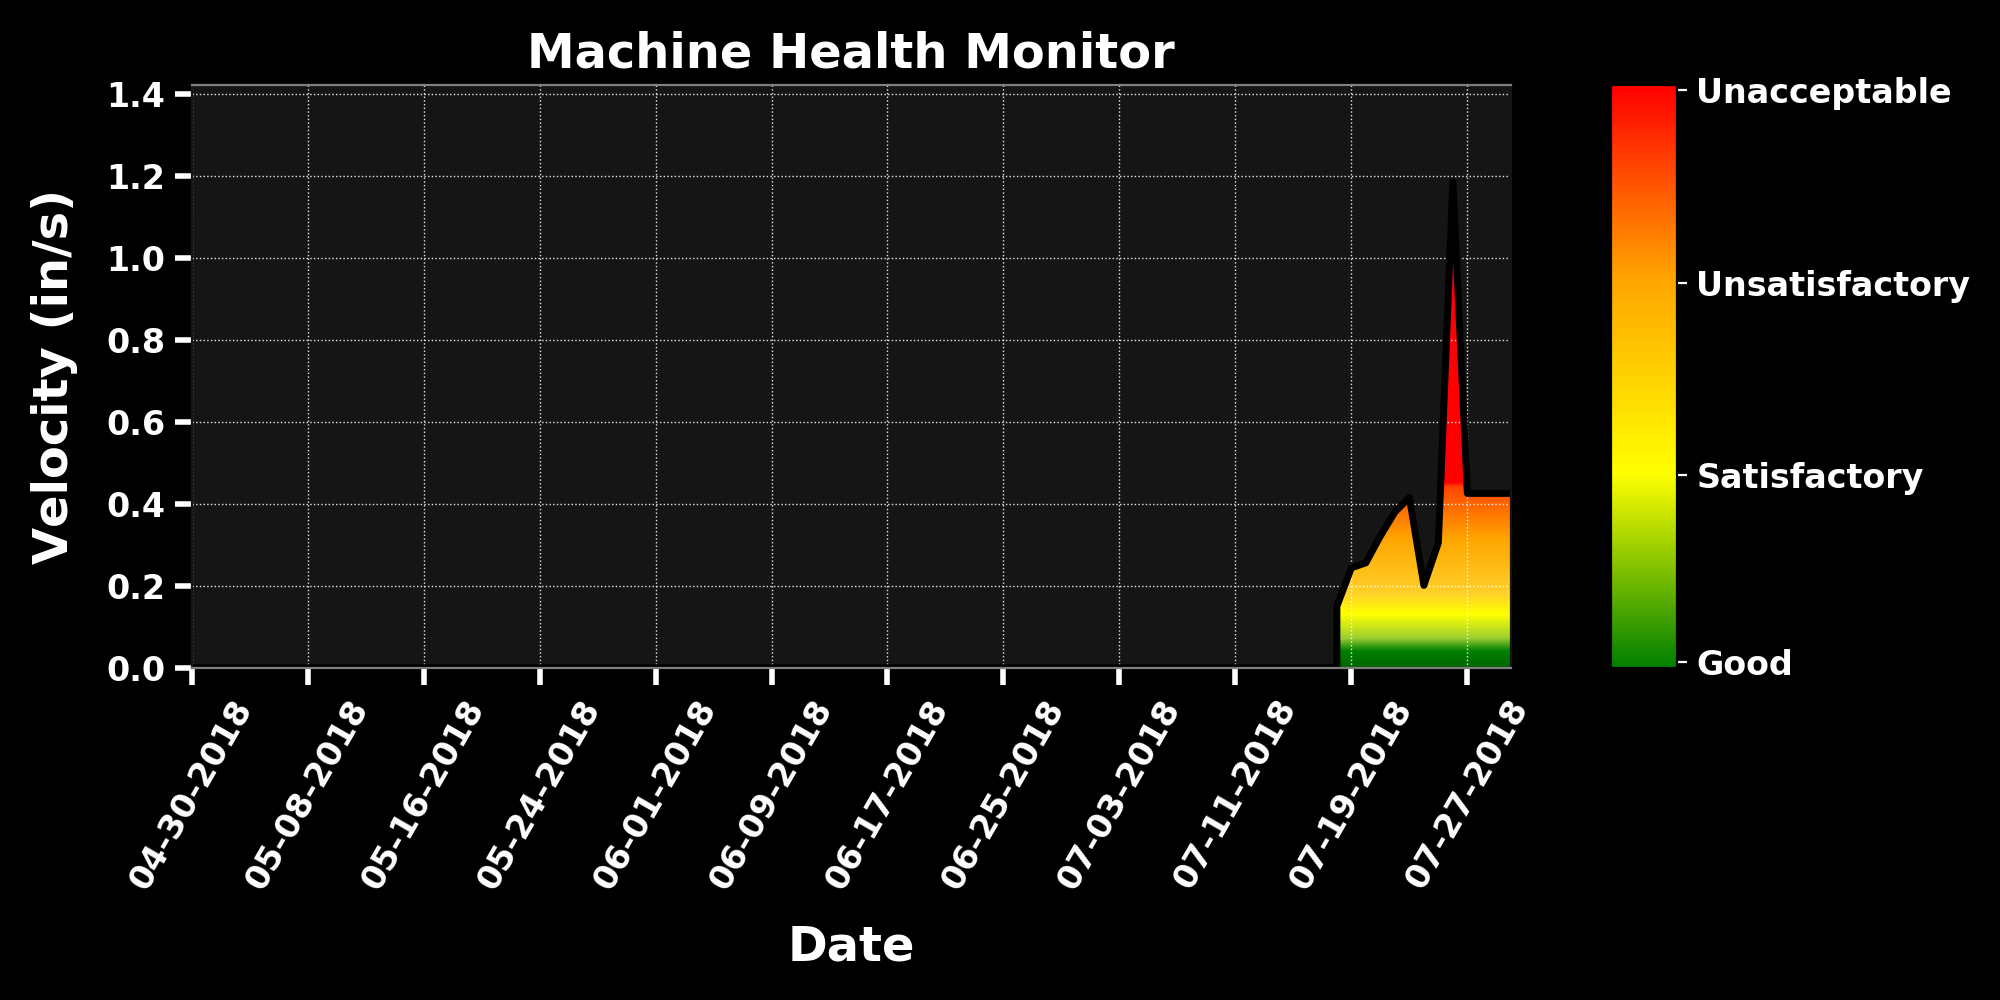 Machine Health Monitor
Velocity (in/s)
1.4
1.2
1.0
0.8
0.6
0.4
0.2
0.0
04-30-2018
05-08-2018
05-16-2018
05-24-2018
06-01-2018
06-09-2018
06-17-2018
06-25-2018
07-03-2018
07-11-2018
07-19-2018
07-27-2018
Date
Unacceptable
Unsatisfactory
Satisfactory
Good